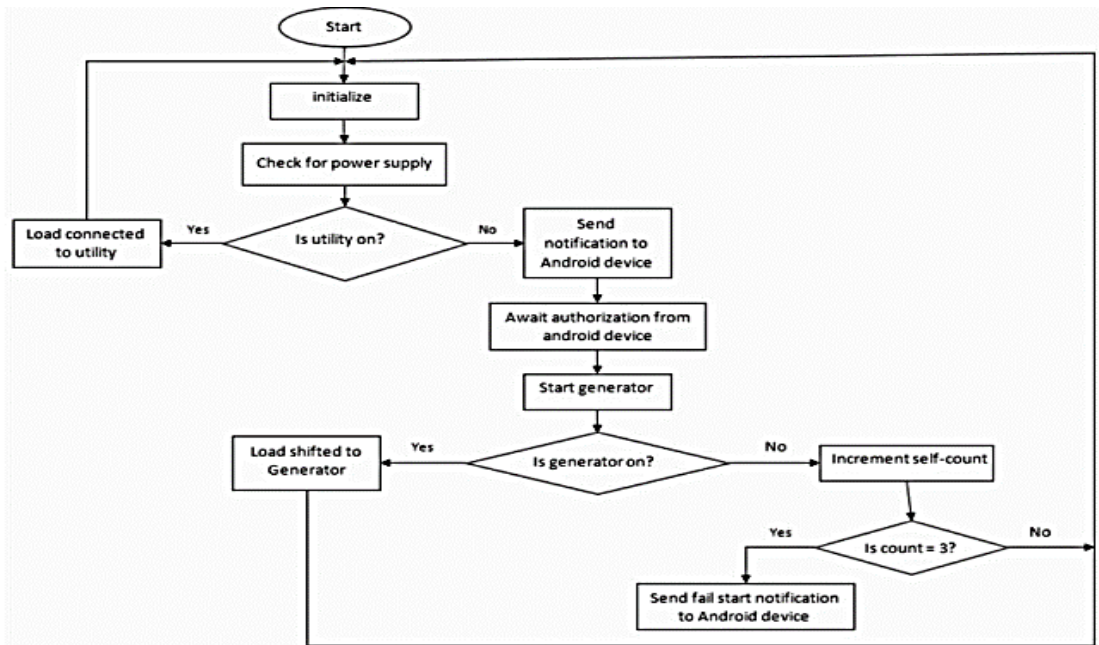 Start
initialize
Check for power supply
Is utility on?
Yes
Load connected
to utility
No
Send
notification to
Android device
Await authorization from
android device
Start generator
Is generator on?
Yes
Load shifted to
Generator
No
Increment self-count
Is count = 3?
Yes
No
Send fail start notification
to Android device